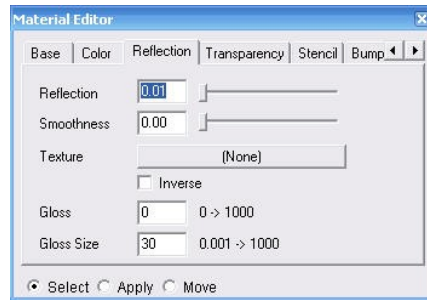 Material Editor
Base Color Reflection Transparency Stencil Bump
Reflection 0.01
Smoothness 0.00
Texture (None)
Inverse
Gloss 0 0 -> 1000
Gloss Size 30 0.001 -> 1000
Select Apply Move